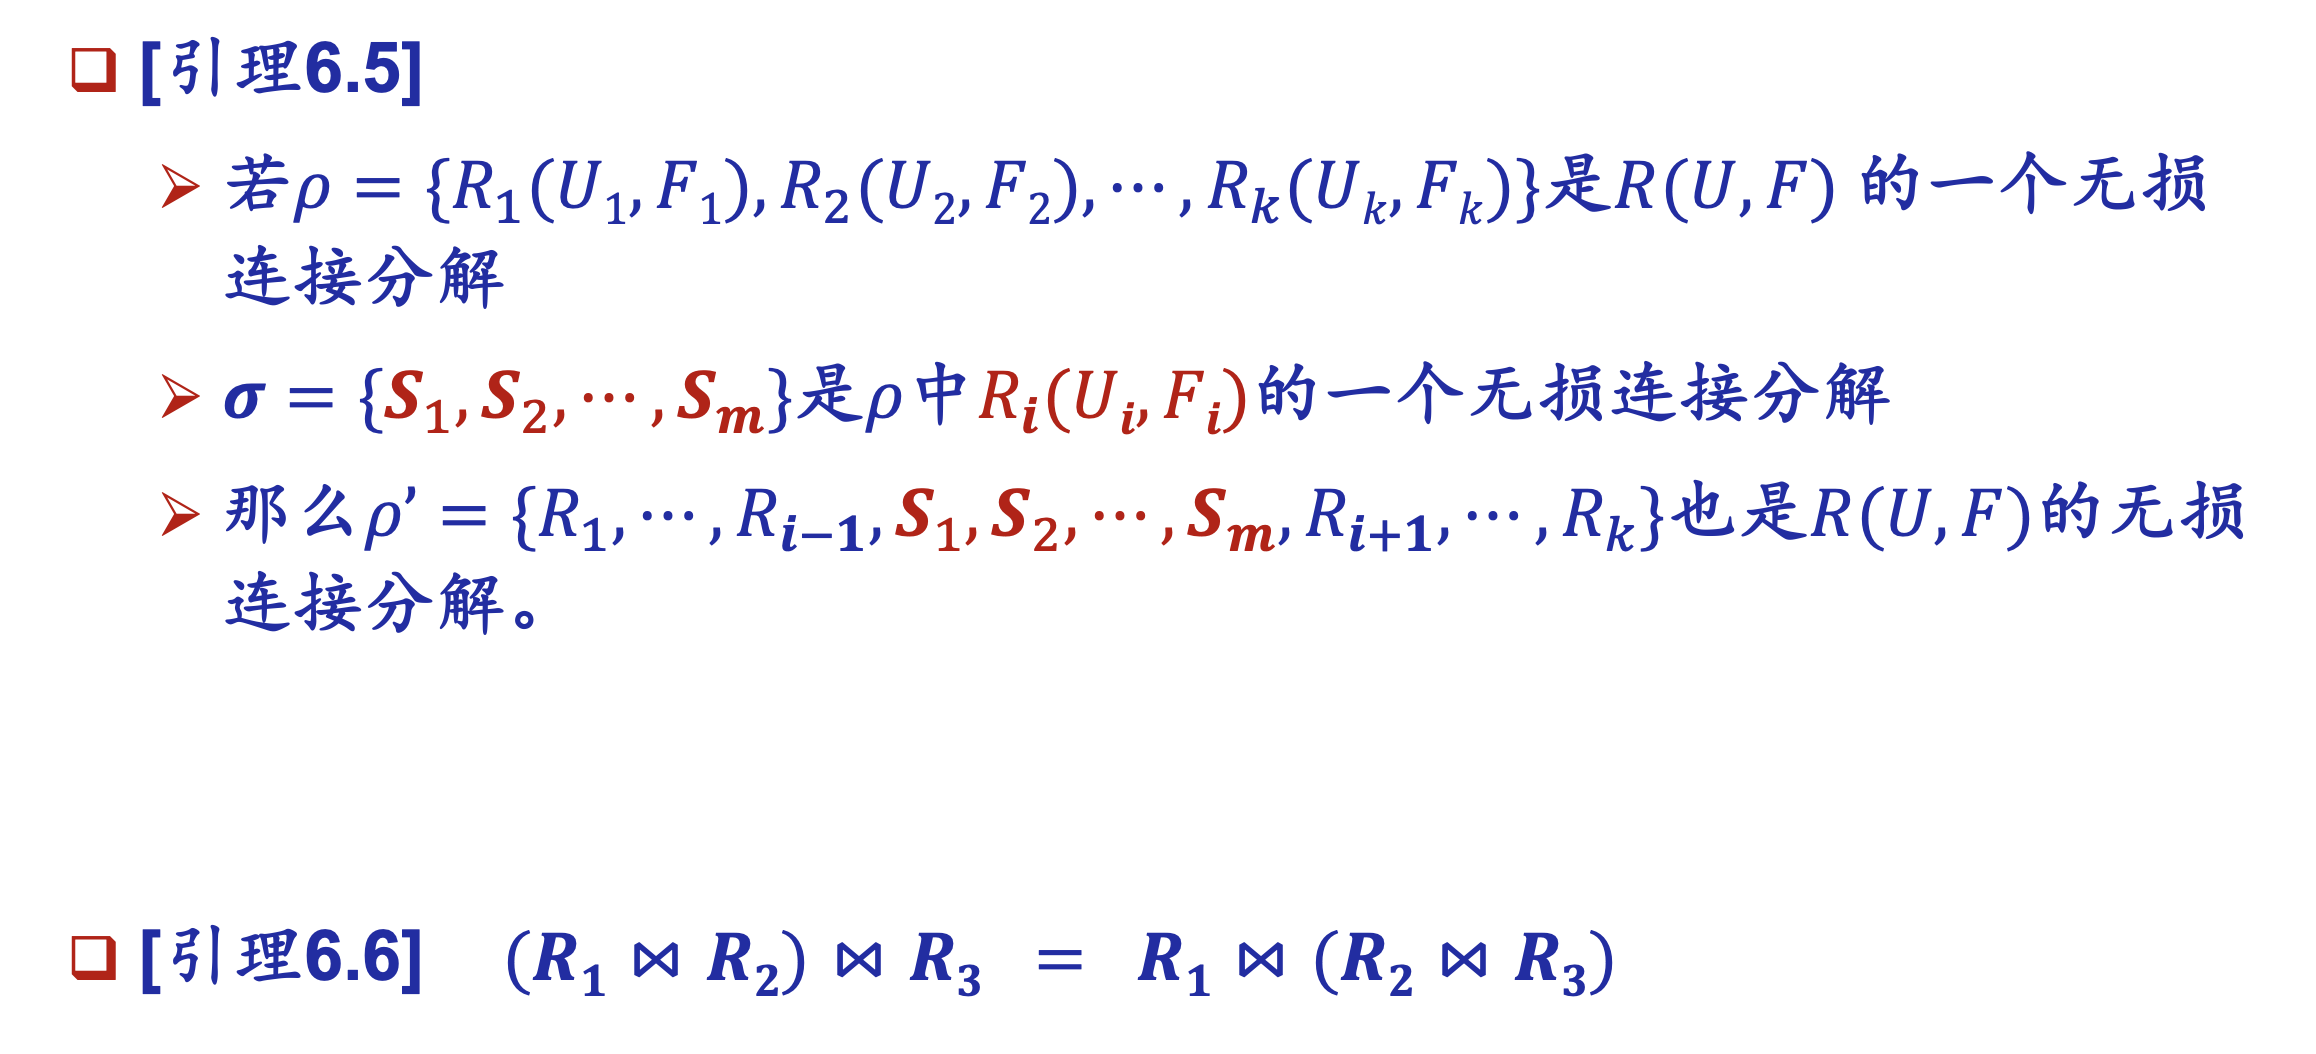 [引理6.5]
若ρ = {R₁(U₁, F₁), R₂(U₂, F₂), ⋯, Rₖ(Uₖ, Fₖ)}是R(U, F) 的一个无损
连接分解
σ = {S₁, S₂, ⋯, Sₘ}是ρ中Rᵢ(Uᵢ, Fᵢ)的一个无损连接分解
那么ρ’ = {R₁, ⋯, Rᵢ₋₁, S₁, S₂, ⋯, Sₘ, Rᵢ₊₁, ⋯, Rₖ}也是R(U, F)的无损
连接分解。
[引理6.6] (R₁ ⋈ R₂) ⋈ R₃ = R₁ ⋈ (R₂ ⋈ R₃)